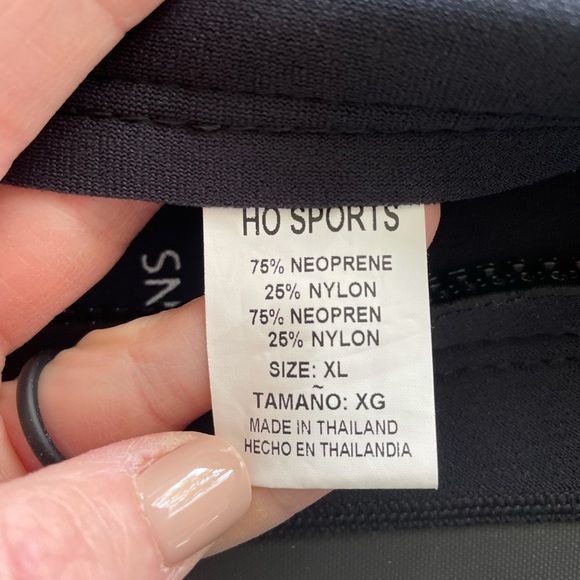 HO SPORTS
75% NEOPRENE
25% NYLON
75% NEOPREN
25% NYLON
SIZE: XL
TAMAÑO: XG
MADE IN THAILAND
HECHO EN THAILANDIA